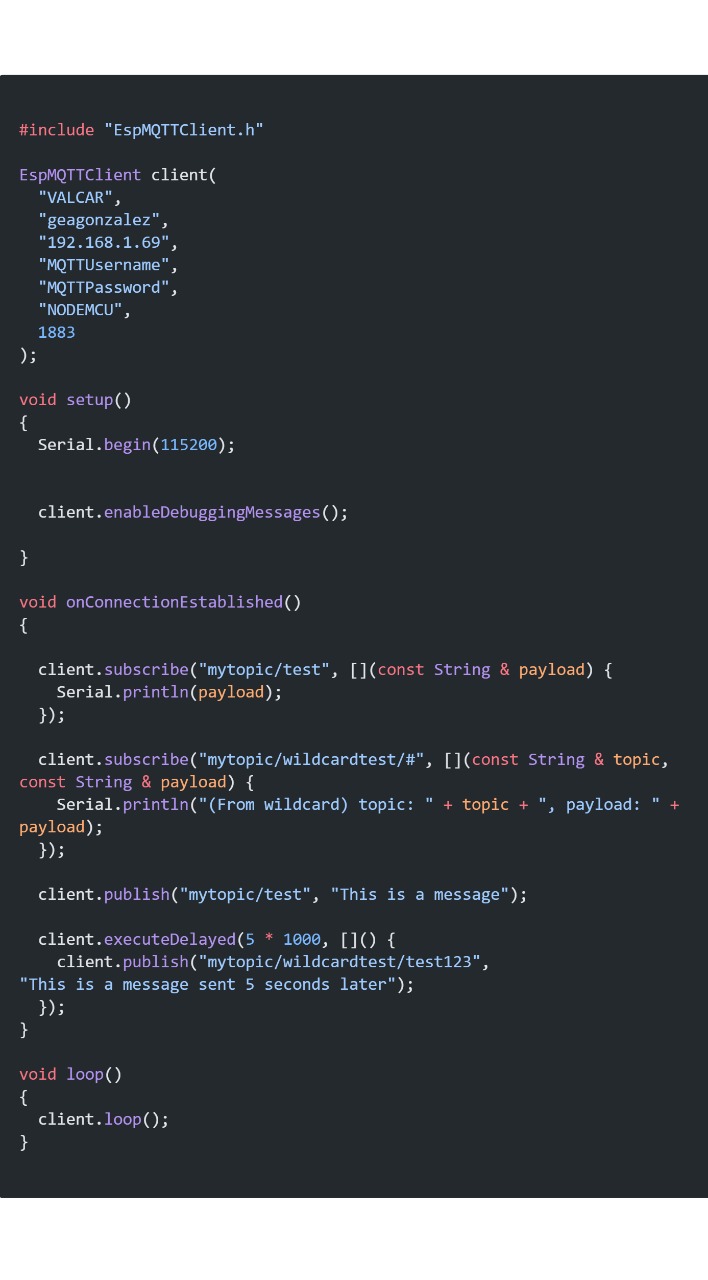 #include "EspMQTTClient.h"
EspMQTTClient client(
"VALCAR",
"geagonzalez",
"192.168.1.69",
"MQTTUsername",
"MQTTPassword",
"NODEMCU",
1883
);
void setup()
{
Serial.begin(115200);
client.enableDebuggingMessages();
}
void onConnectionEstablished()
{
client.subscribe("mytopic/test", [](const String & payload) {
Serial.println(payload);
});
client.subscribe("mytopic/wildcardtest/#", [](const String & topic,
const String & payload) {
Serial.println("(From wildcard) topic: " + topic + ", payload: " +
payload);
});
client.publish("mytopic/test", "This is a message");
client.executeDelayed(5 * 1000, []() {
client.publish("mytopic/wildcardtest/test123",
"This is a message sent 5 seconds later");
});
}
void loop()
{
client.loop();
}